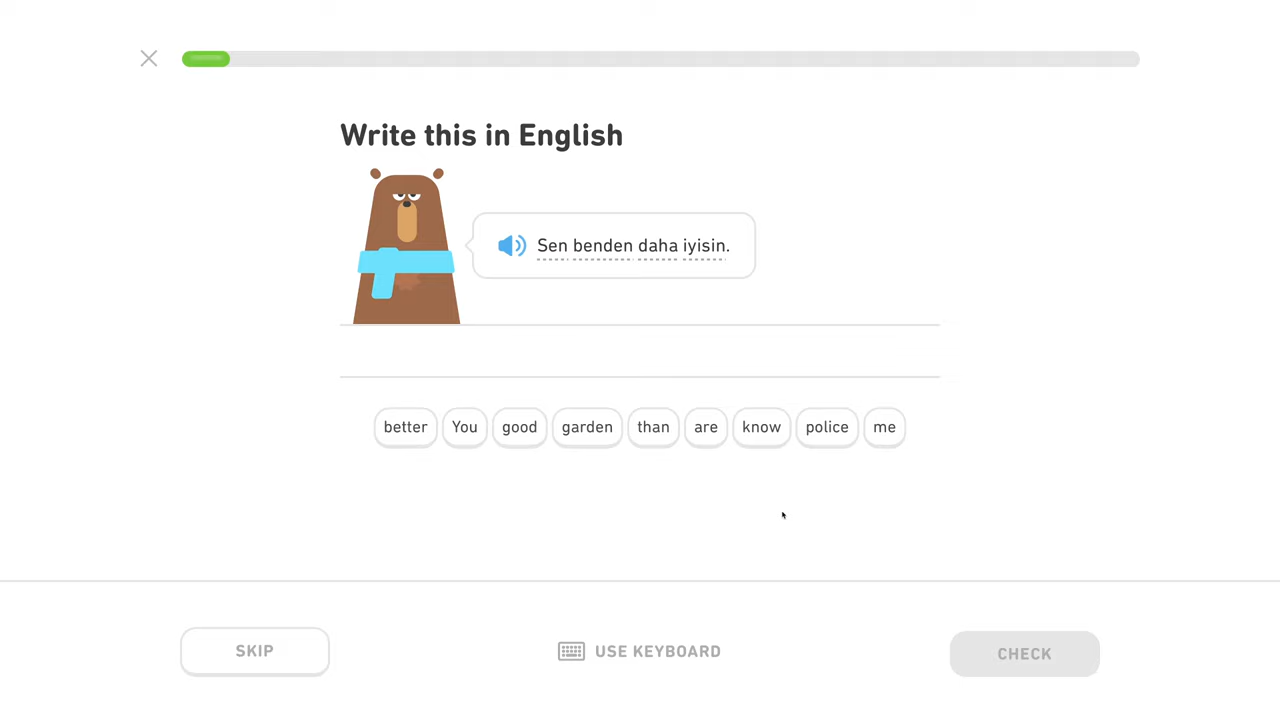 Write this in English
Sen benden daha iyisin.
better You good garden than are know police me
SKIP
USE KEYBOARD
CHECK